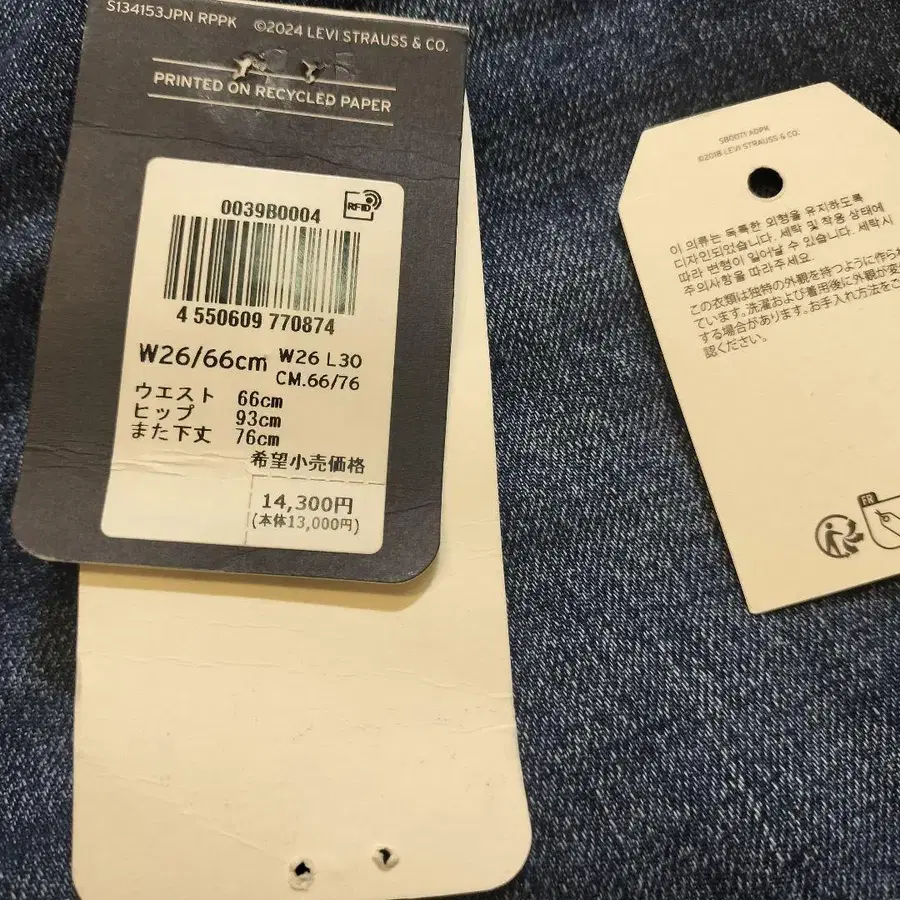 S134153JPN RPPK ©2024 LEVI STRAUSS & CO.
PRINTED ON RECYCLED PAPER
0039B0004
RFID
4 550609 770874
W26/66cm
W26 L30
CM.66/76
ウエスト 66cm
ヒップ 93cm
また下丈 76cm
希望小売価格
14,300円
(本体13,000円)
SB0071 ADPK
©2018 LEVI STRAUSS & CO.
이 의류는 독특한 외형을 유지하도록
디자인되었습니다. 세탁 및 착용 상태에
따라 변형이 일어날 수 있습니다. 세탁시
주의사항을 따라주세요.
この衣類は独特の外観を持つように作られ
ています。洗濯および着用後に外観が変
する場合があります。お手入れ方法をご
認ください。
FR